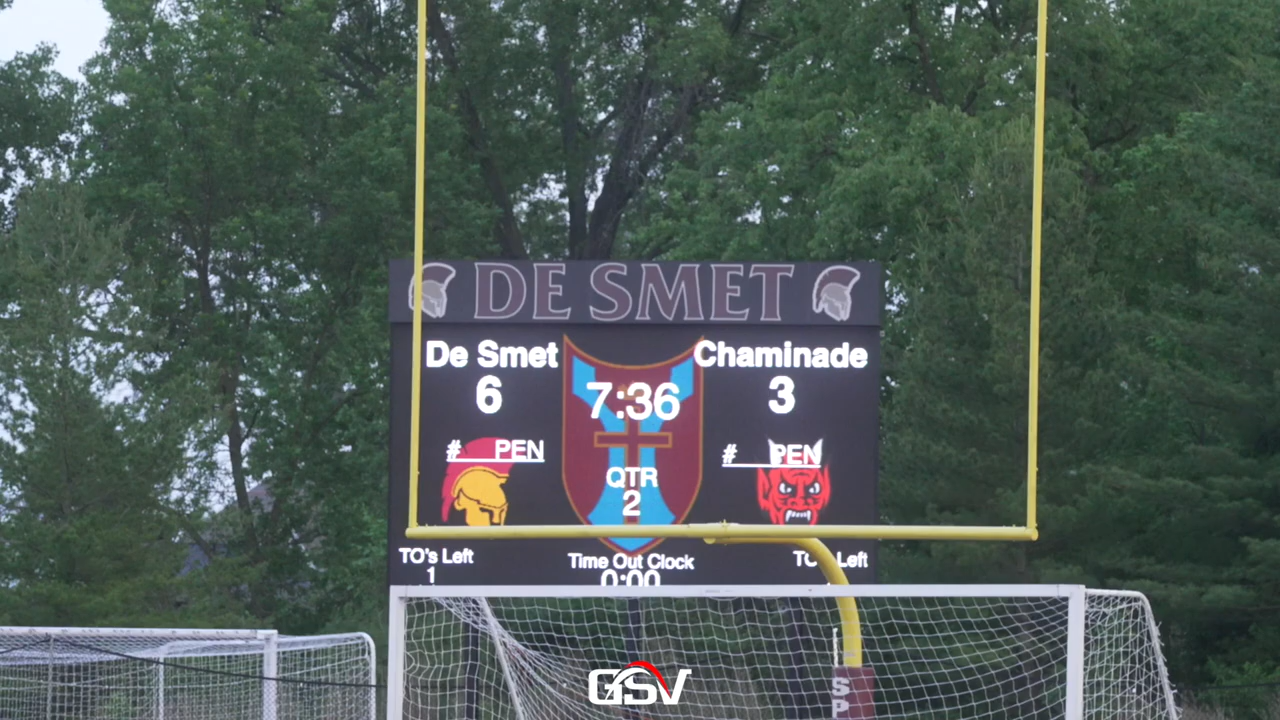 DE SMET
De Smet Chaminade
6 7:36 3
# PEN # PEN
QTR
2
TO's Left Time Out Clock Left
1 0:00
GSV